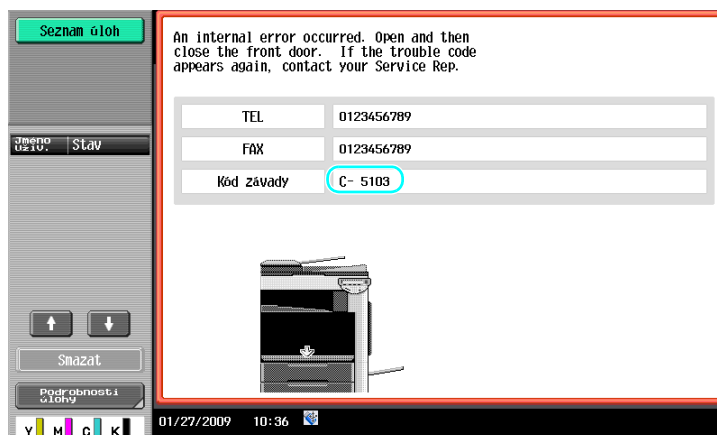 Seznam úloh
An internal error occurred. Open and then
close the front door. If the trouble code
appears again, contact your Service Rep.
TEL 0123456789
FAX 0123456789
Kód závady C- 5103
Jméno
uživ. Stav
Smazat
Podrobnosti
úlohy
Y M C K
01/27/2009 10:36